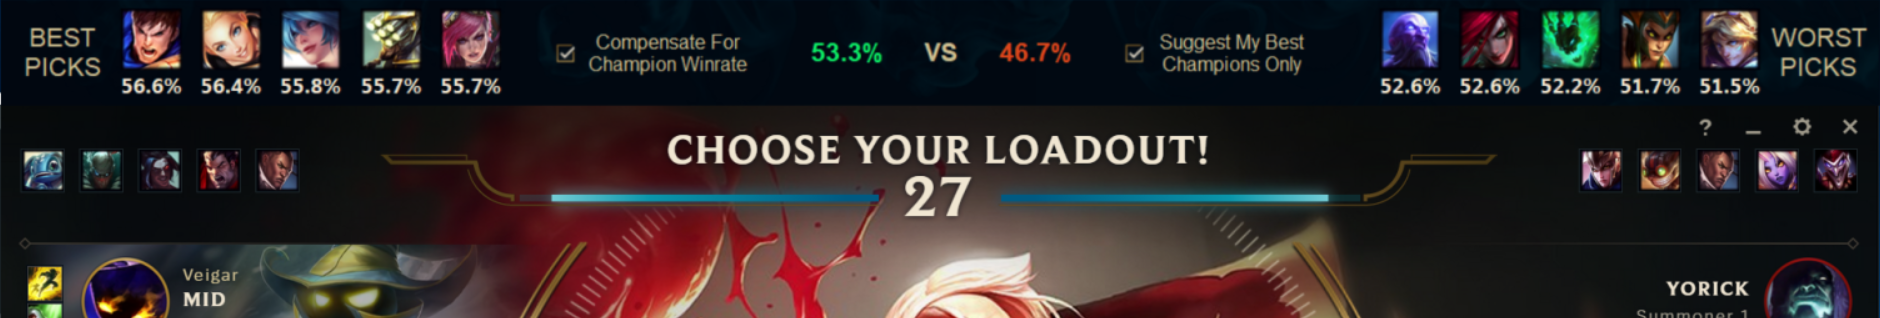 BEST
PICKS
56.6% 56.4% 55.8% 55.7% 55.7%
Compensate For
Champion Winrate
53.3% VS 46.7%
Suggest My Best
Champions Only
52.6% 52.6% 52.2% 51.7% 51.5%
WORST
PICKS
? 
CHOOSE YOUR LOADOUT!
27
Veigar
MID
YORICK
Summoner 1